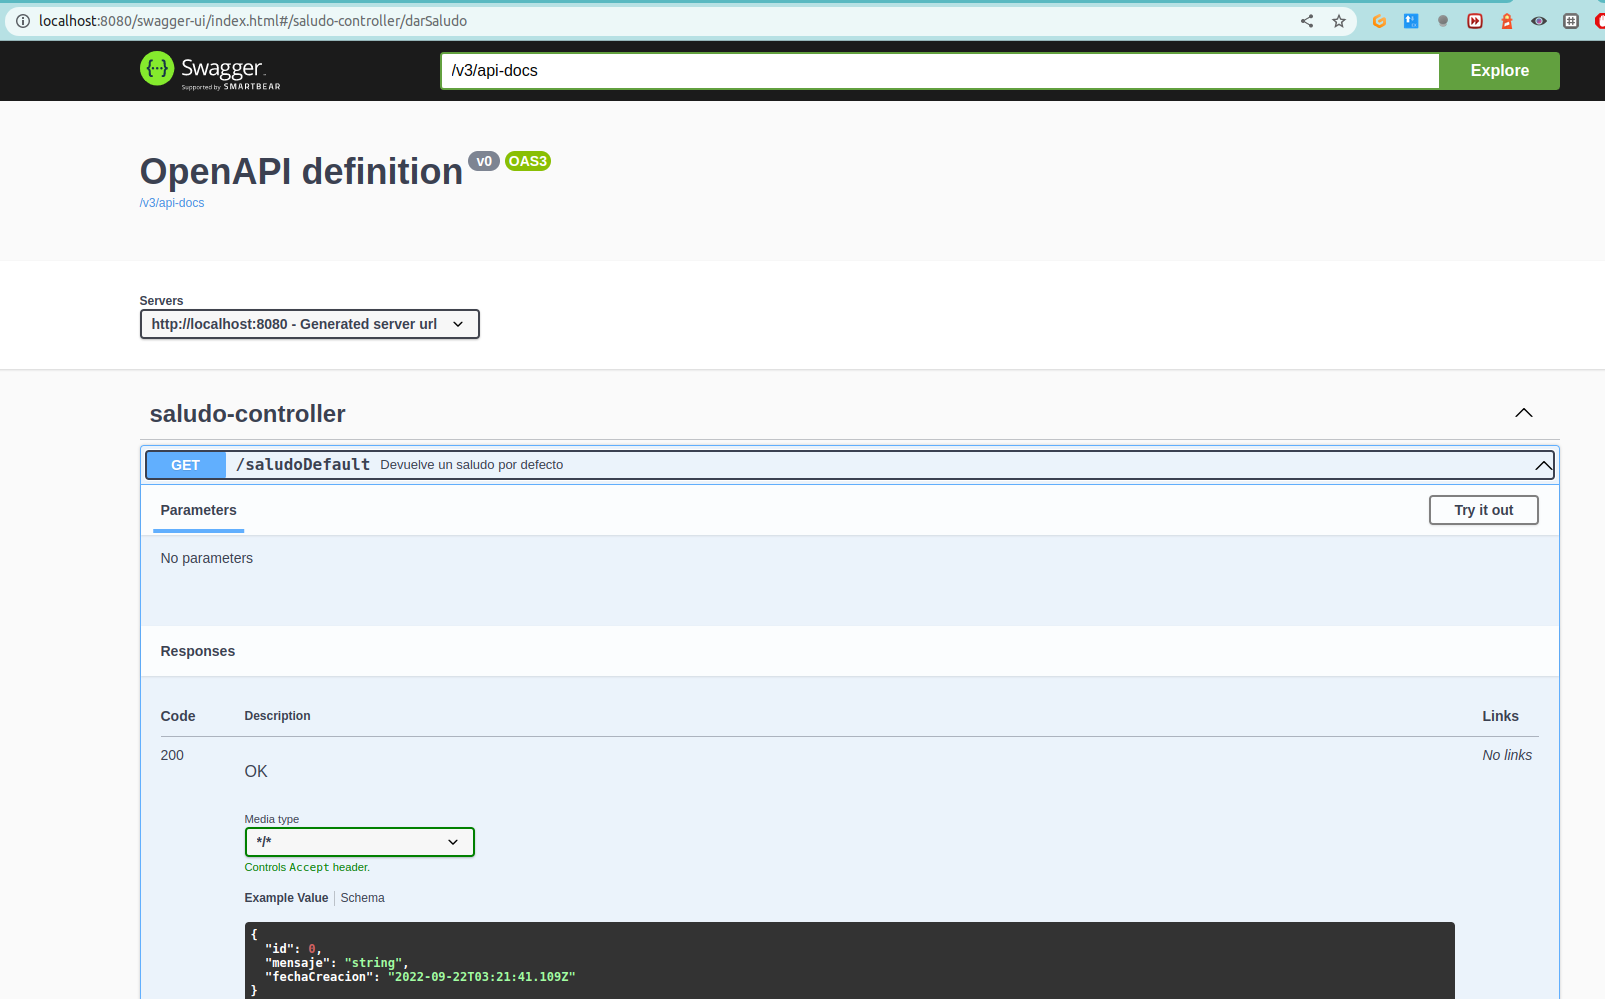 localhost:8080/swagger-ui/index.html#/saludo-controller/darSaludo
Swagger
Supported by SMARTBEAR
/v3/api-docs
Explore
OpenAPI definition v0 OAS3
/v3/api-docs
Servers
http://localhost:8080 - Generated server url
saludo-controller
GET /saludoDefault Devuelve un saludo por defecto
Parameters
Try it out
No parameters
Responses
Code Description Links
200
OK
No links
Media type
*/*
Controls Accept header.
Example Value Schema
{
"id": 0,
"mensaje": "string",
"fechaCreacion": "2022-09-22T03:21:41.109Z"
}